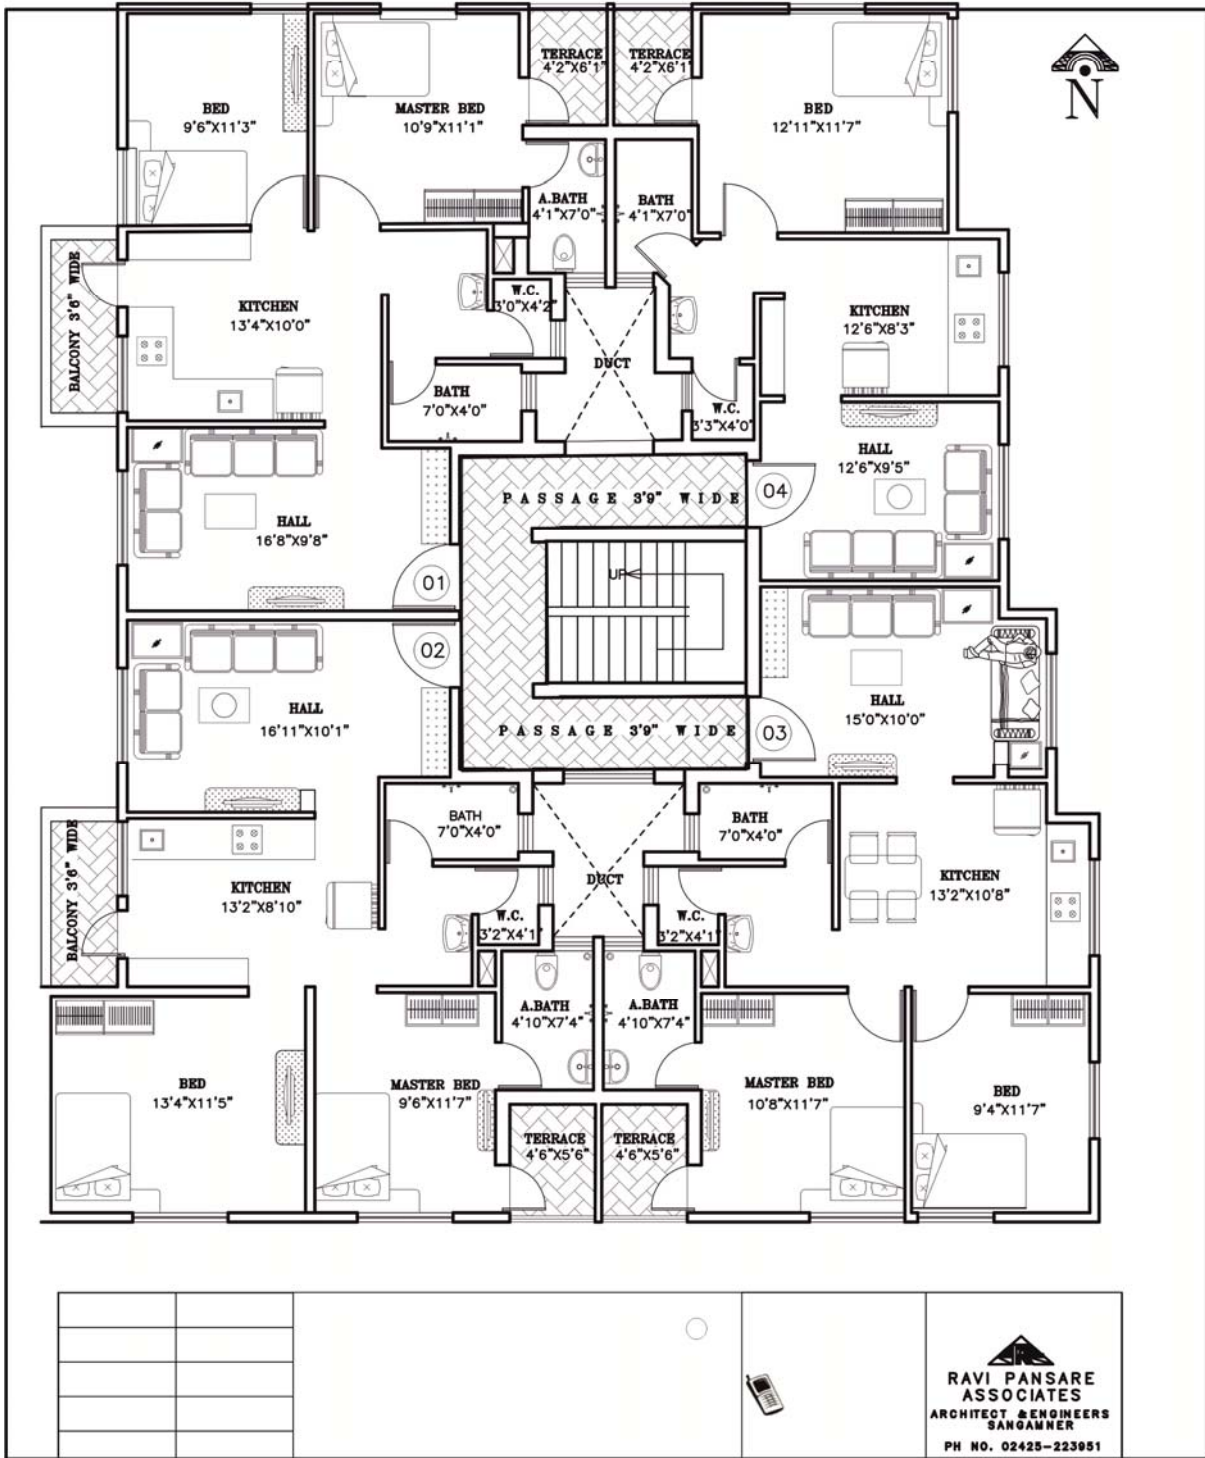 TERRACE
4'2"X6'1"
TERRACE
4'2"X6'1"
BED
9'6"X11'3"
MASTER BED
10'9"X11'1"
BED
12'11"X11'7"
N
A.BATH
4'1"X7'0"
BATH
4'1"X7'0"
BALCONY 3'6" WIDE
KITCHEN
13'4"X10'0"
W.C.
3'0"X4'2"
KITCHEN
12'6"X8'3"
DUCT
BATH
7'0"X4'0"
W.C.
3'3"X4'0"
HALL
12'6"X9'5"
PASSAGE 3'9" WIDE
04
HALL
16'8"X9'8"
01
UP
02
HALL
16'11"X10'1"
HALL
15'0"X10'0"
PASSAGE 3'9" WIDE
03
BATH
7'0"X4'0"
BATH
7'0"X4'0"
BALCONY 3'6" WIDE
KITCHEN
13'2"X8'10"
DUCT
KITCHEN
13'2"X10'8"
W.C.
3'2"X4'1"
W.C.
3'2"X4'1"
A.BATH
4'10"X7'4"
A.BATH
4'10"X7'4"
BED
13'4"X11'5"
MASTER BED
9'6"X11'7"
MASTER BED
10'8"X11'7"
BED
9'4"X11'7"
TERRACE
4'6"X5'6"
TERRACE
4'6"X5'6"
RAVI PANSARE
ASSOCIATES
ARCHITECT &ENGINEERS
SANGAMNER
PH NO. 02425-223951